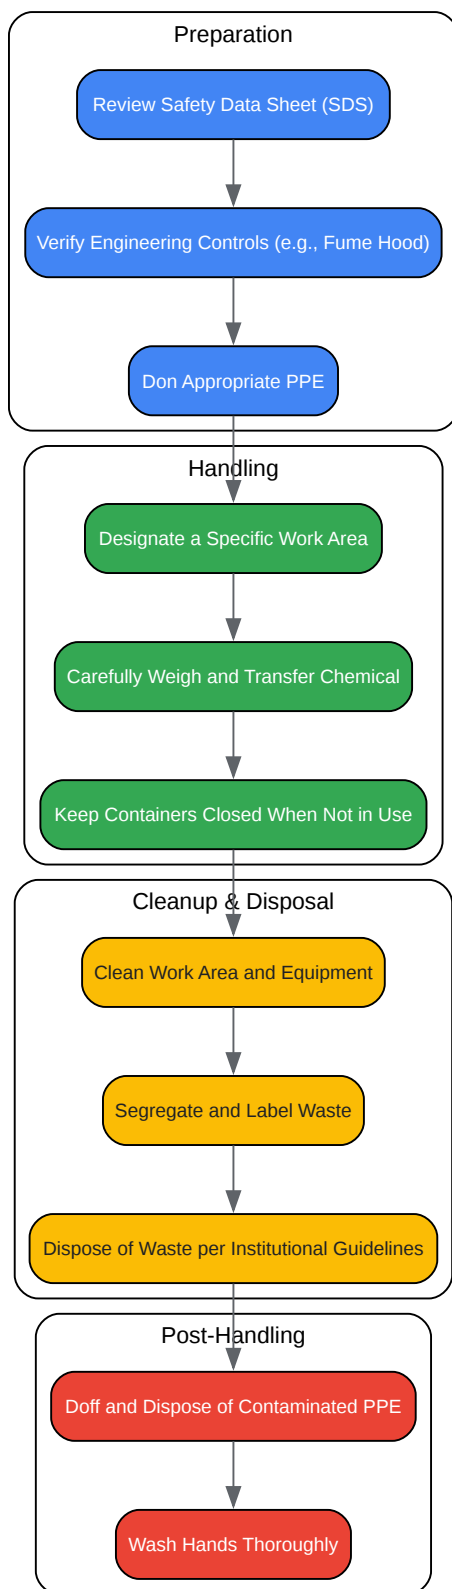 Preparation
Review Safety Data Sheet (SDS)
Verify Engineering Controls (e.g., Fume Hood)
Don Appropriate PPE
Handling
Designate a Specific Work Area
Carefully Weigh and Transfer Chemical
Keep Containers Closed When Not in Use
Cleanup & Disposal
Clean Work Area and Equipment
Segregate and Label Waste
Dispose of Waste per Institutional Guidelines
Post-Handling
Doff and Dispose of Contaminated PPE
Wash Hands Thoroughly